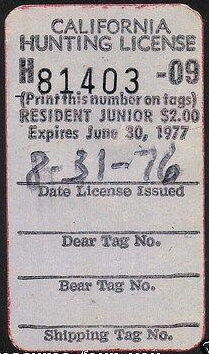 CALIFORNIA
HUNTING LICENSE
H81403-09
(Print this number on tags)
RESIDENT JUNIOR $2.00
Expires June 30, 1977
8-31-76
Date License Issued
Dear Tag No.
Bear Tag No.
Shipping Tag No.